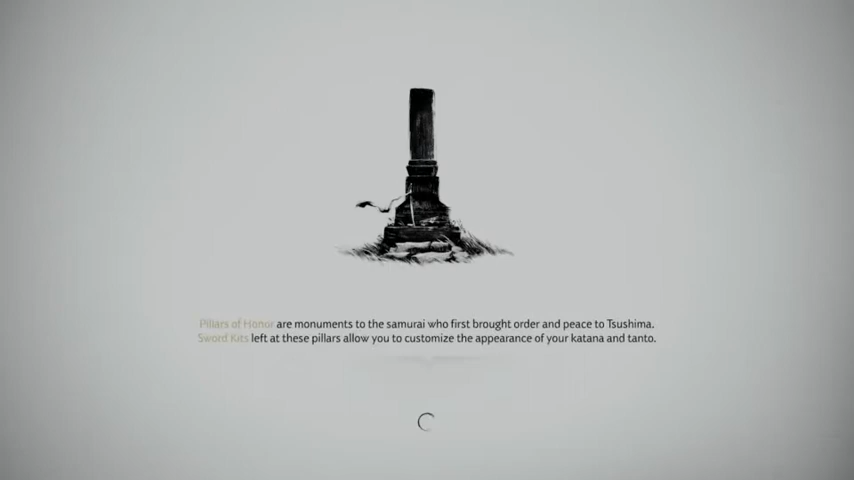 Pillars of Honor are monuments to the samurai who first brought order and peace to Tsushima.
Sword Kits left at these pillars allow you to customize the appearance of your katana and tanto.